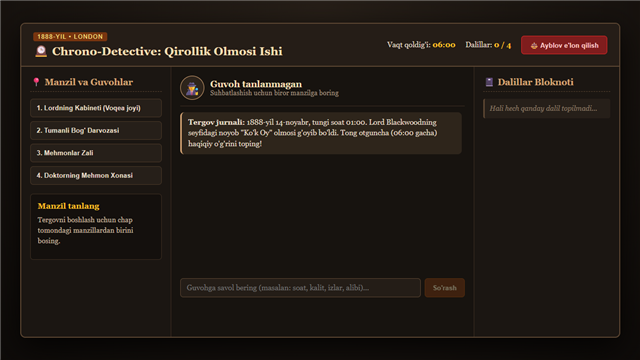 1888-YIL • LONDON
Chrono-Detective: Qirollik Olmosi Ishi
Vaqt qoldig'i: 06:00
Dalillar: 0 / 4
Ayblov e'lon qilish
Manzil va Guvohlar
1. Lordning Kabineti (Voqea joyi)
2. Tumanli Bog' Darvozasi
3. Mehmonlar Zali
4. Doktorning Mehmon Xonasi
Manzil tanlang
Tergovni boshlash uchun chap
tomondagi manzillardan birini
bosing.
Guvoh tanlanmagan
Suhbatlashish uchun biror manzilga boring
Tergov jurnali: 1888-yil 14-noyabr, tungi soat 01:00. Lord Blackwoodning
seyfidagi noyob "Ko'k Oy" olmosi g'oyib bo'ldi. Tong otguncha (06:00 gacha)
haqiqiy o'g'rini toping!
Guvohga savol bering (masalan: soat, kalit, izlar, alibi)...
So'rash
Dalillar Bloknoti
Hali hech qanday dalil topilmadi...